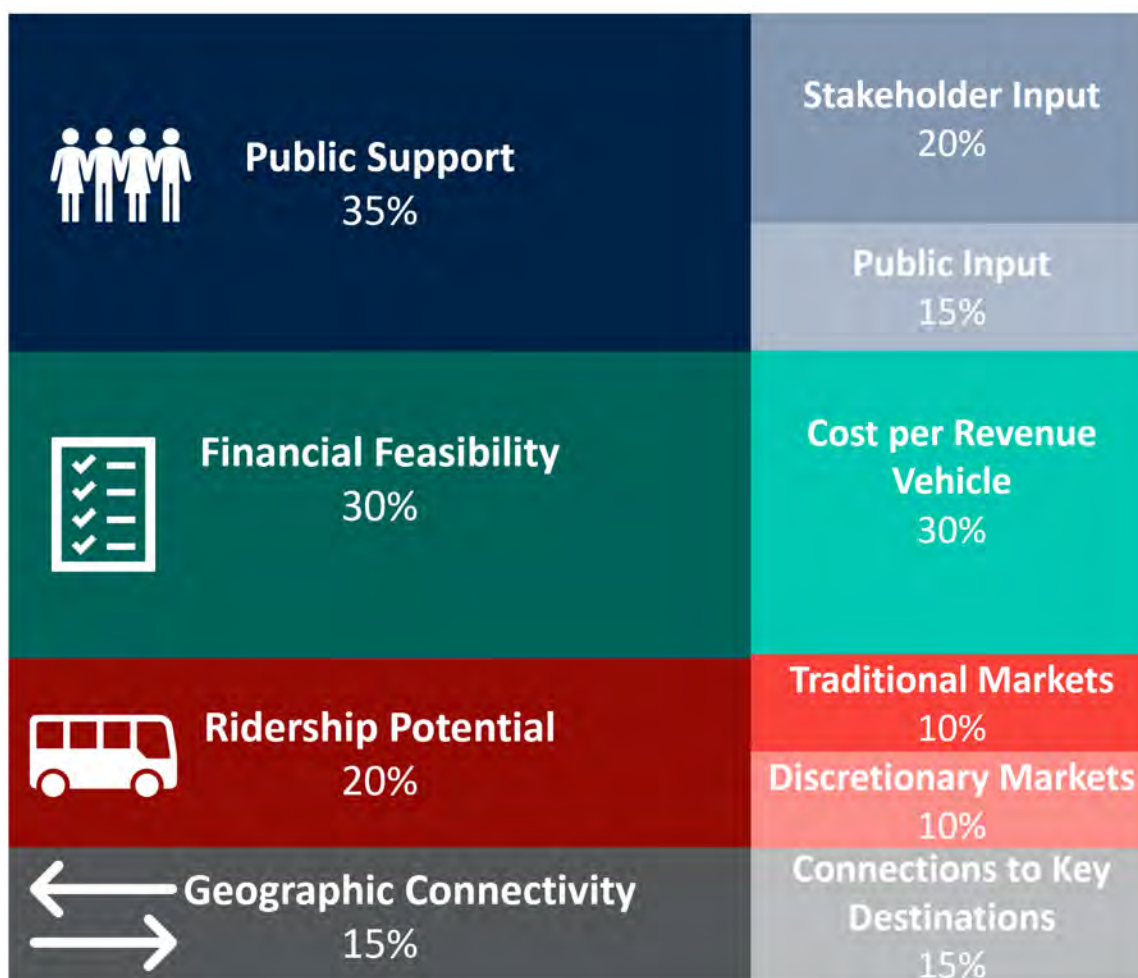 Public Support
35%
Stakeholder Input
20%
Public Input
15%
Financial Feasibility
30%
Cost per Revenue
Vehicle
30%
Ridership Potential
20%
Traditional Markets
10%
Discretionary Markets
10%
Geographic Connectivity
15%
Connections to Key
Destinations
15%